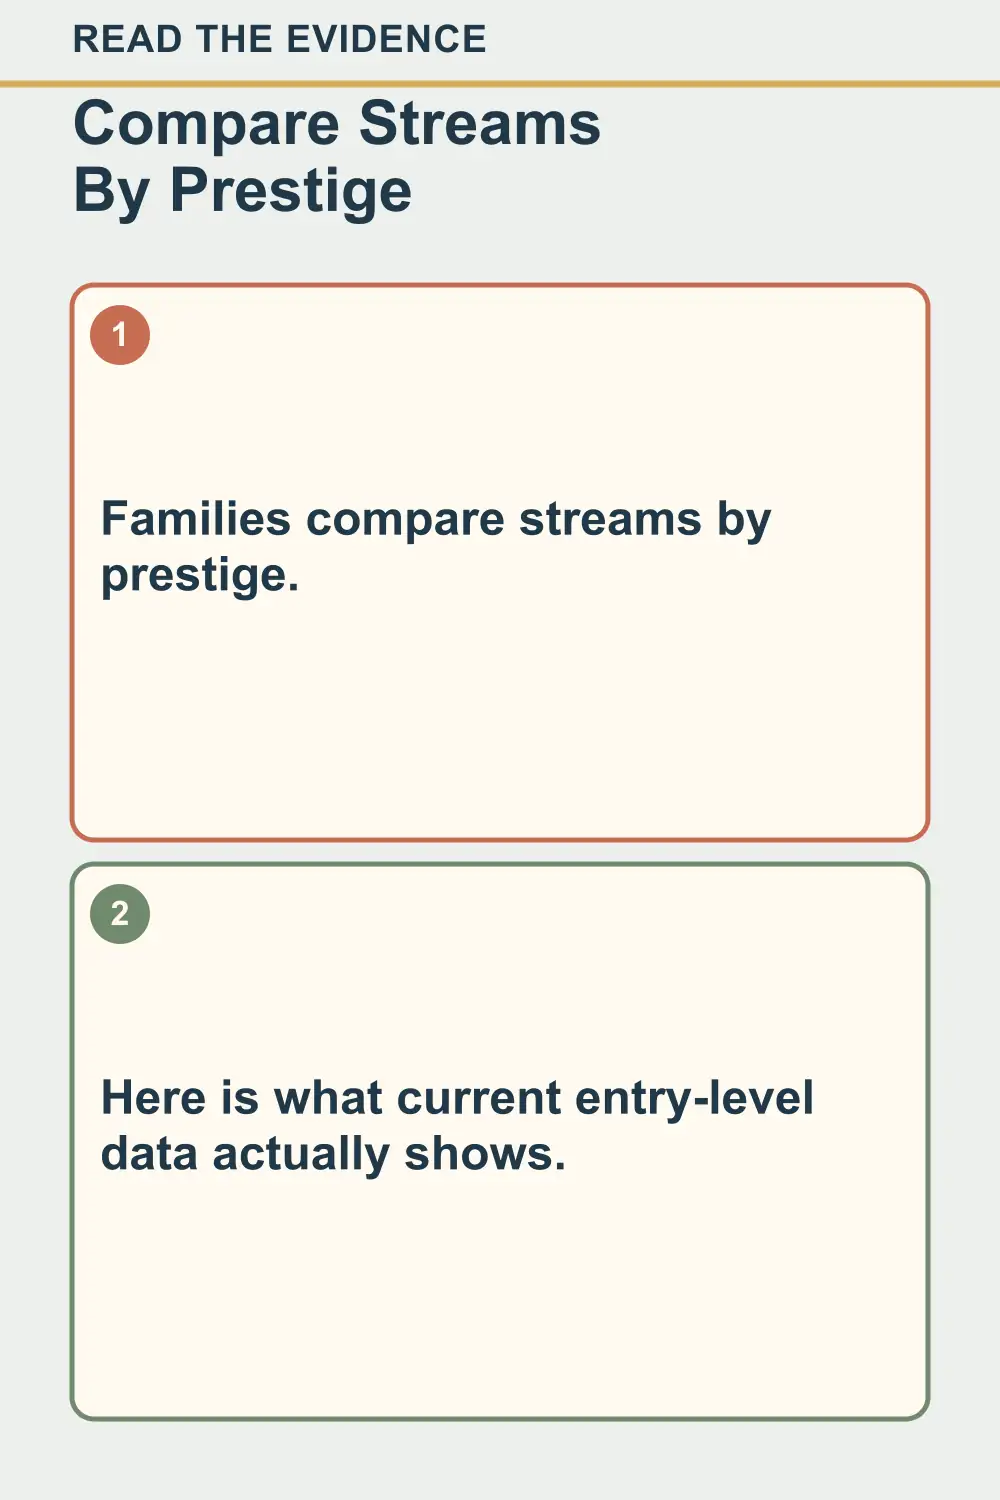 READ THE EVIDENCE
Compare Streams
By Prestige
1
Families compare streams by
prestige.
2
Here is what current entry-level
data actually shows.